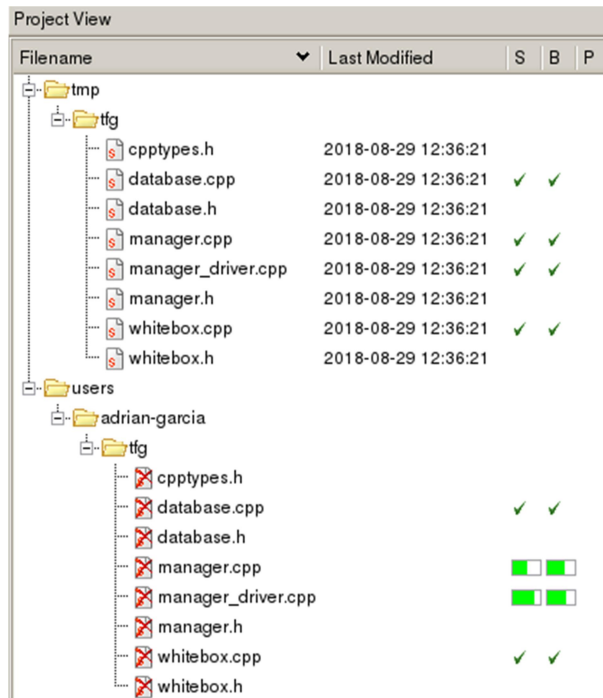 Project View
Filename Last Modified S B P
tmp
tfg
cpptypes.h 2018-08-29 12:36:21
database.cpp 2018-08-29 12:36:21
database.h 2018-08-29 12:36:21
manager.cpp 2018-08-29 12:36:21
manager_driver.cpp 2018-08-29 12:36:21
manager.h 2018-08-29 12:36:21
whitebox.cpp 2018-08-29 12:36:21
whitebox.h 2018-08-29 12:36:21
users
adrian-garcia
tfg
cpptypes.h
database.cpp
database.h
manager.cpp
manager_driver.cpp
manager.h
whitebox.cpp
whitebox.h